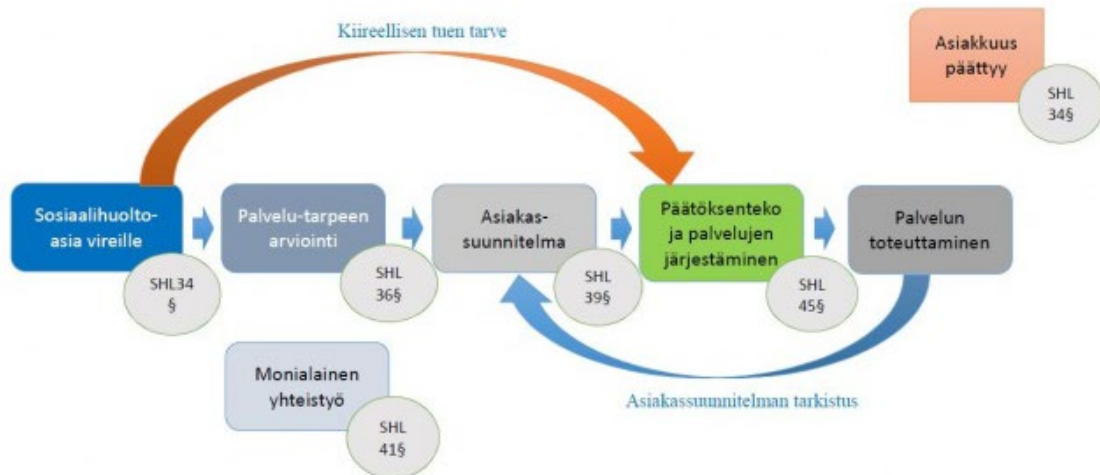 Kiireellisen tuen tarve
Asiakkuus
päättyy
SHL
34§
Sosiaalihuolto-
asia vireille
SHL34
§
Palvelu-tarpeen
arviointi
SHL
36§
Asiakas-
suunnitelma
SHL
39§
Päätöksenteko
ja palvelujen
järjestäminen
SHL
45§
Palvelun
toteuttaminen
Monialainen
yhteistyö
SHL
41§
Asiakassuunnitelman tarkistus